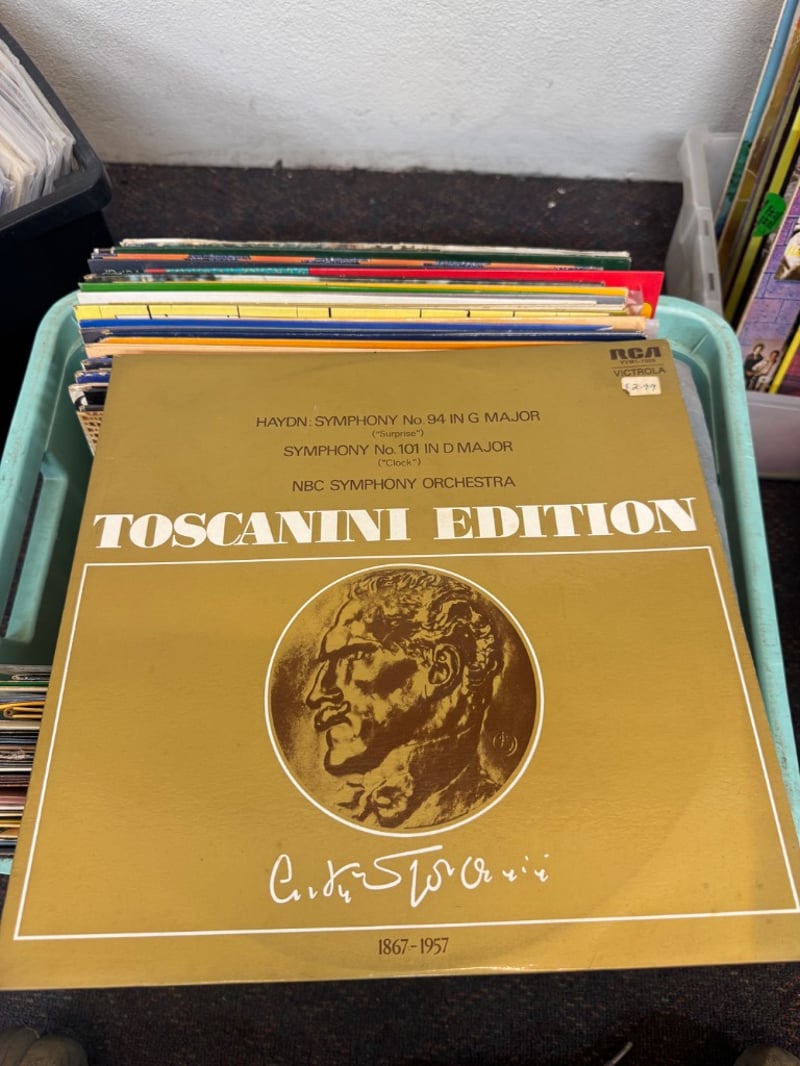 RCA
VICTROLA
HAYDN: SYMPHONY No. 94 IN G MAJOR
("Surprise")
SYMPHONY No. 101 IN D MAJOR
("Clock")
NBC SYMPHONY ORCHESTRA
TOSCANINI EDITION
1867-1957